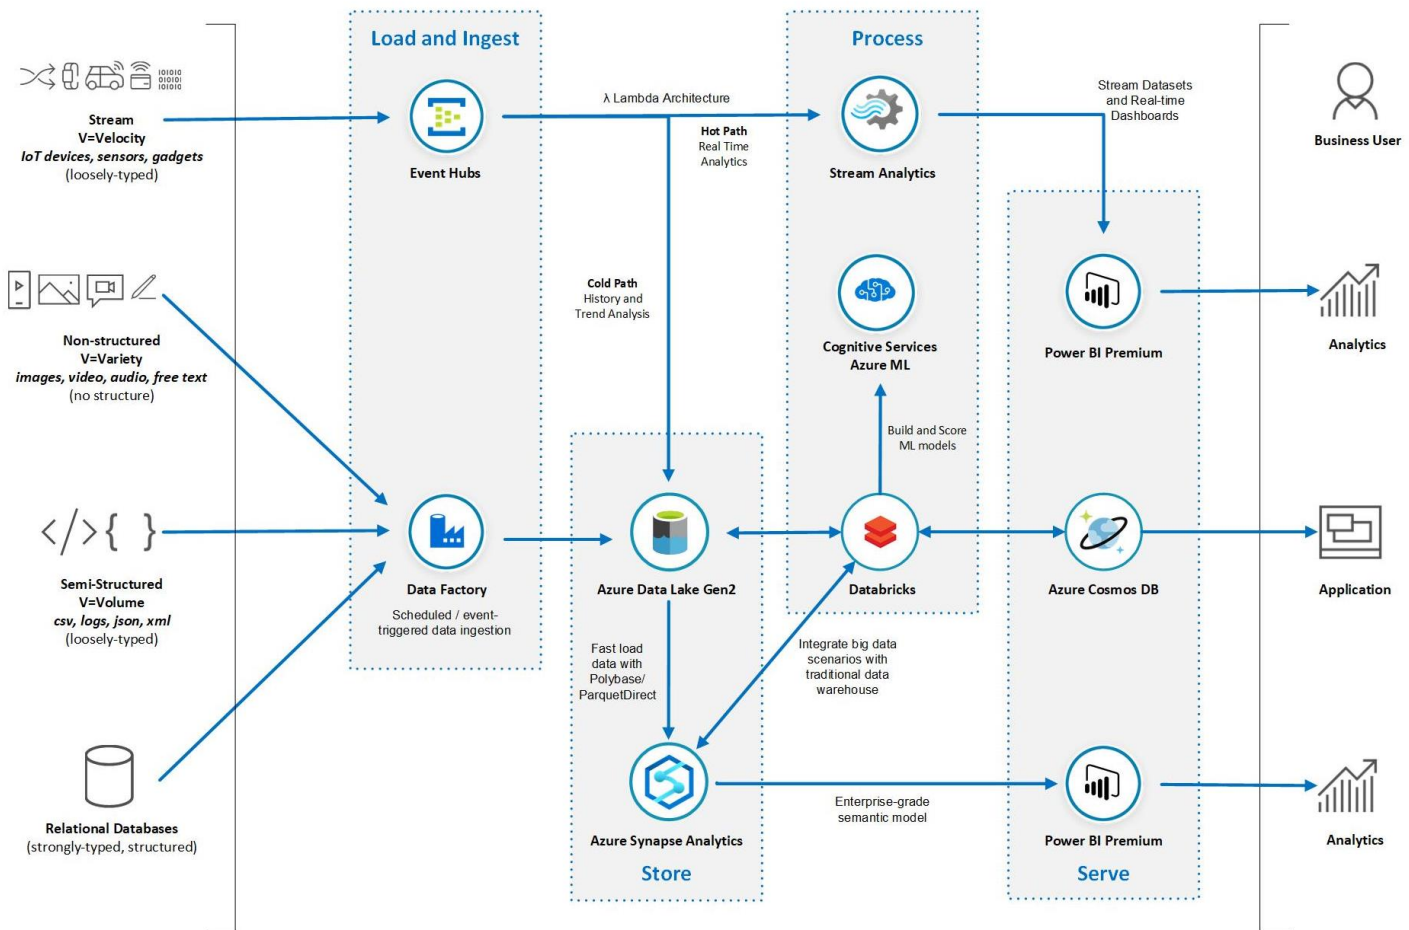 Load and Ingest
Process
Stream
V=Velocity
IoT devices, sensors, gadgets
(loosely-typed)
101010
010101
101010
Event Hubs
λ Lambda Architecture
Hot Path
Real Time
Analytics
Stream Analytics
Stream Datasets
and Real-time
Dashboards
Business User
Non-structured
V=Variety
images, video, audio, free text
(no structure)
Cold Path
History and
Trend Analysis
Cognitive Services
Azure ML
Power BI Premium
Analytics
Build and Score
ML models
Semi-Structured
V=Volume
csv, logs, json, xml
(loosely-typed)
</>{ }
Data Factory
Scheduled / event-
triggered data ingestion
Azure Data Lake Gen2
Databricks
Azure Cosmos DB
Application
Fast load
data with
Polybase/
ParquetDirect
Integrate big data
scenarios with
traditional data
warehouse
Relational Databases
(strongly-typed, structured)
Azure Synapse Analytics
Enterprise-grade
semantic model
Power BI Premium
Analytics
Store
Serve